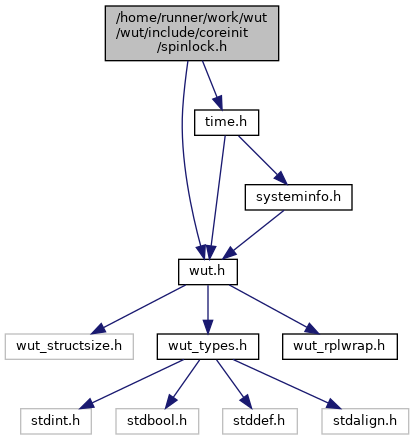 /home/runner/work/wut
/wut/include/coreinit
/spinlock.h
time.h
systeminfo.h
wut.h
wut_structsize.h
wut_types.h
wut_rplwrap.h
stdint.h
stdbool.h
stddef.h
stdalign.h